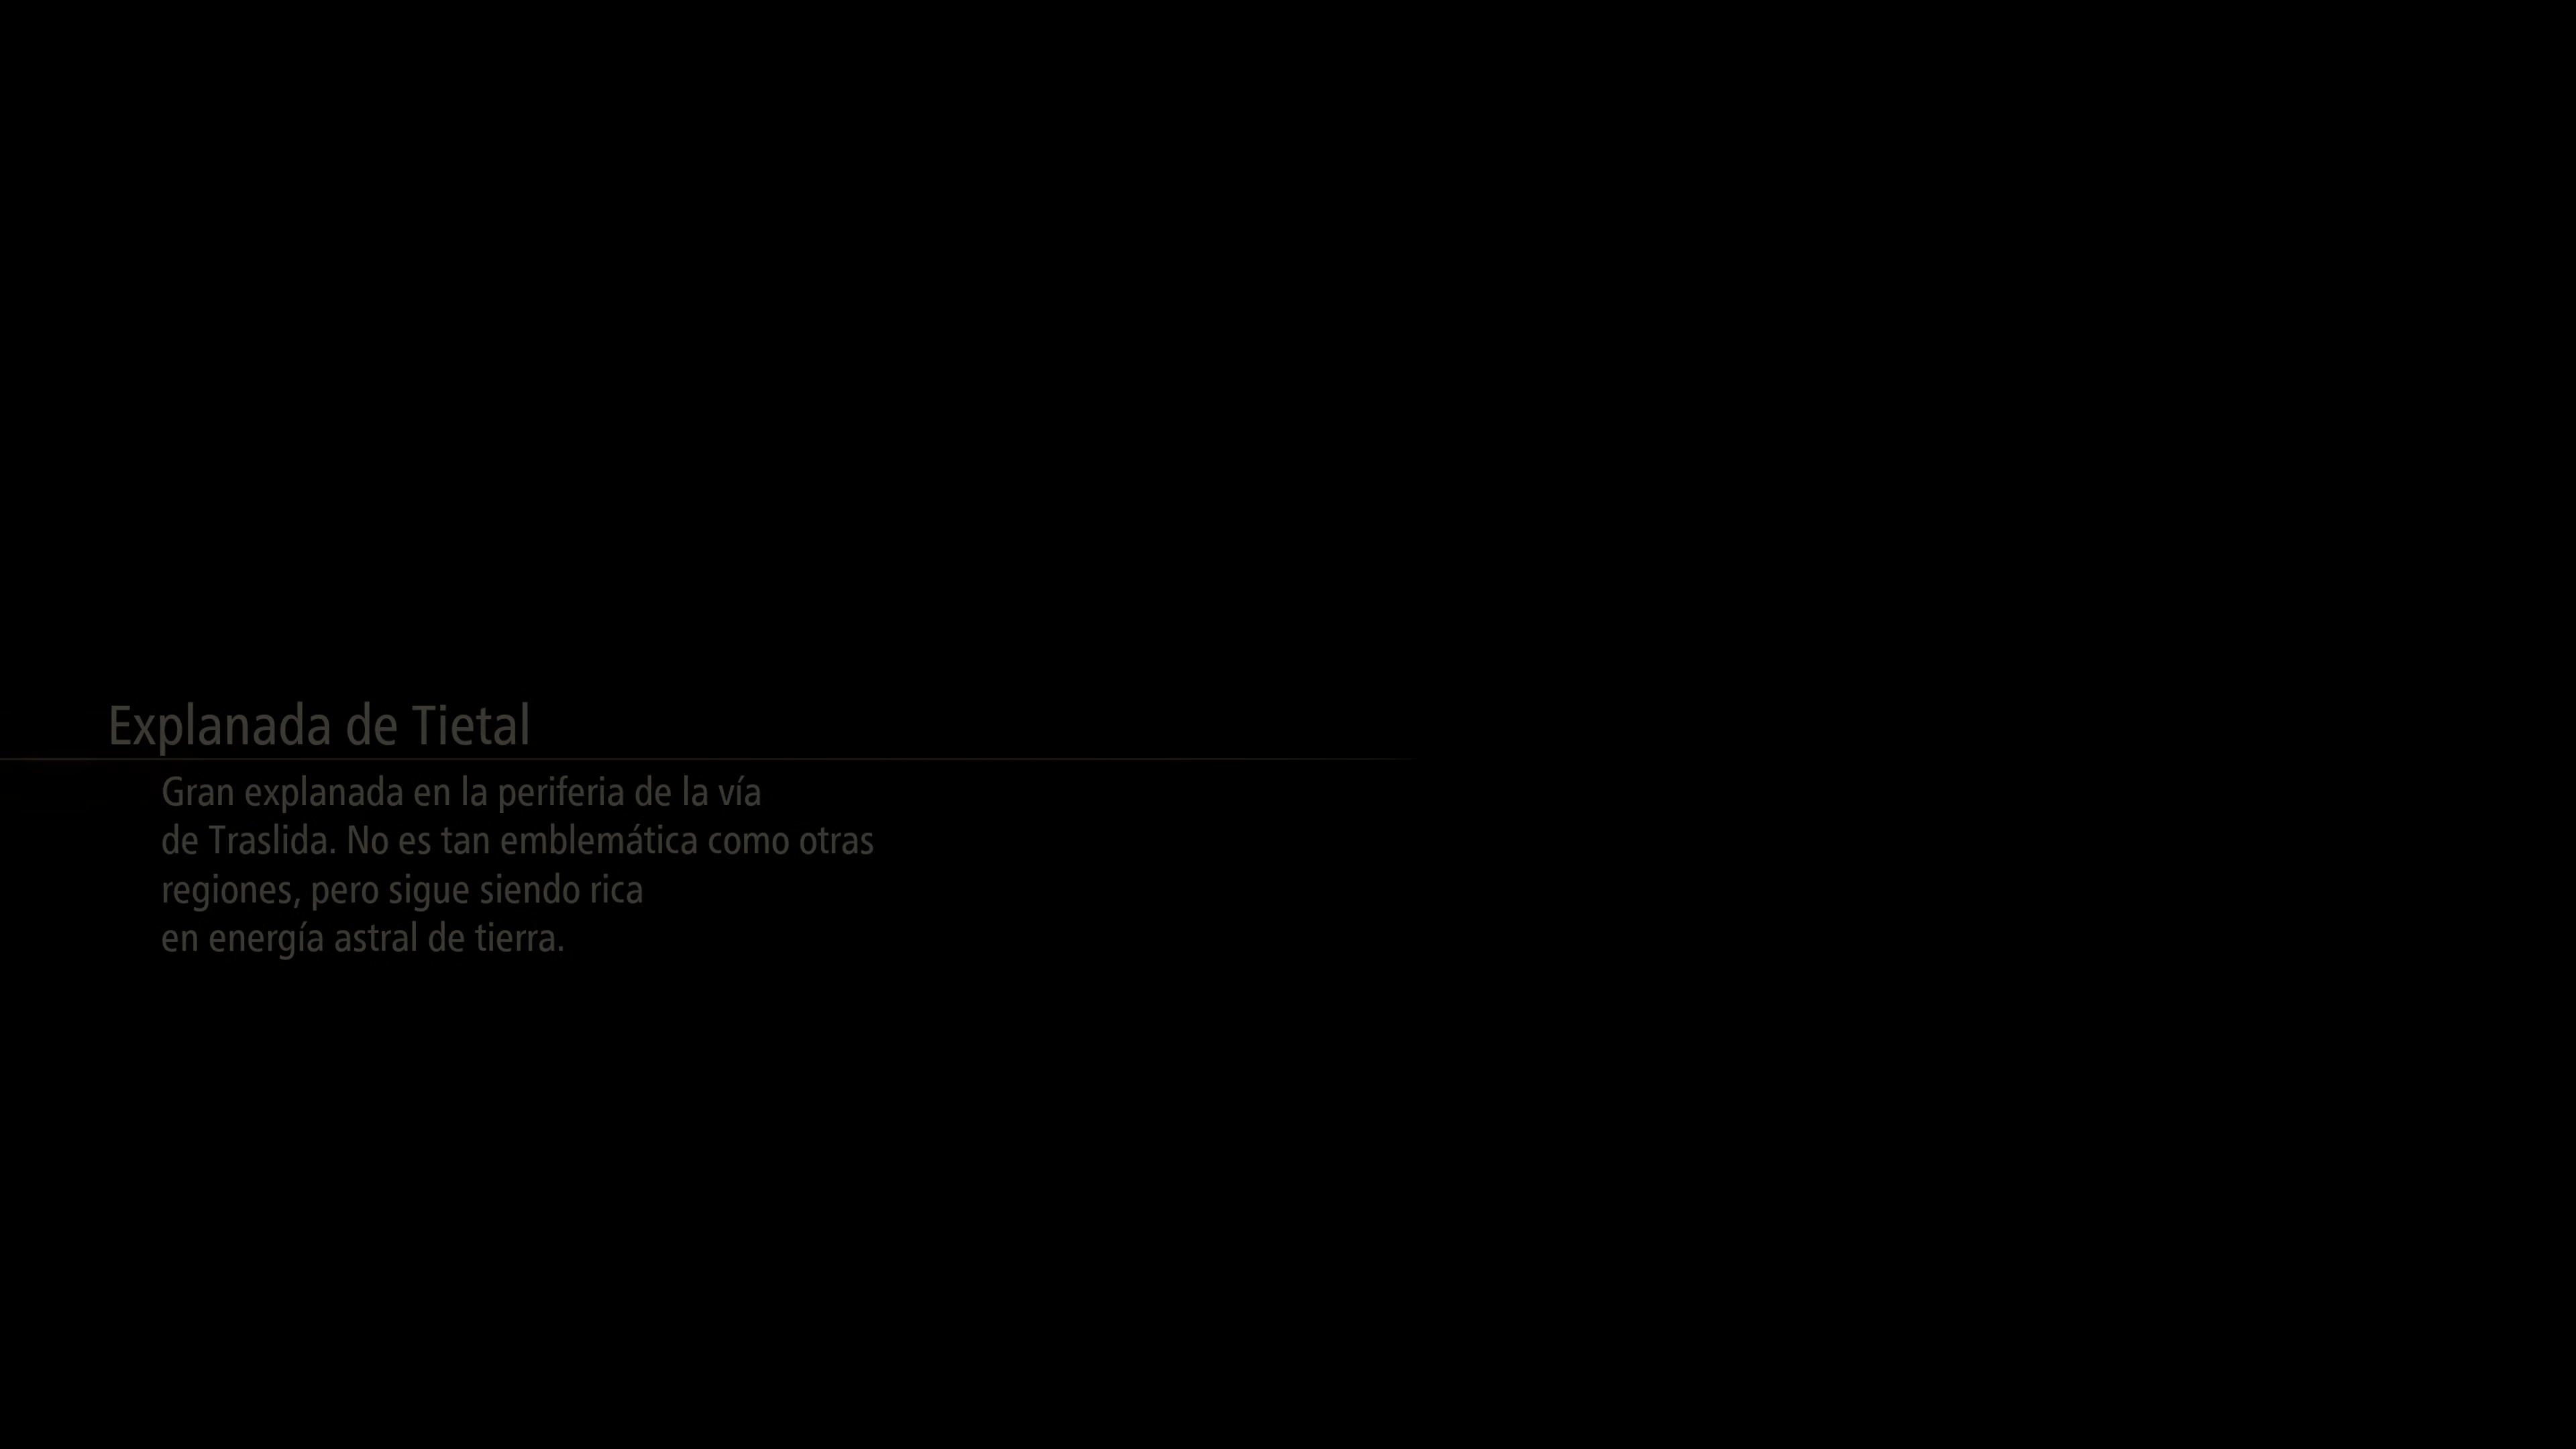 Explanada de Tietal
Gran explanada en la periferia de la vía
de Traslida. No es tan emblemática como otras
regiones, pero sigue siendo rica
en energía astral de tierra.